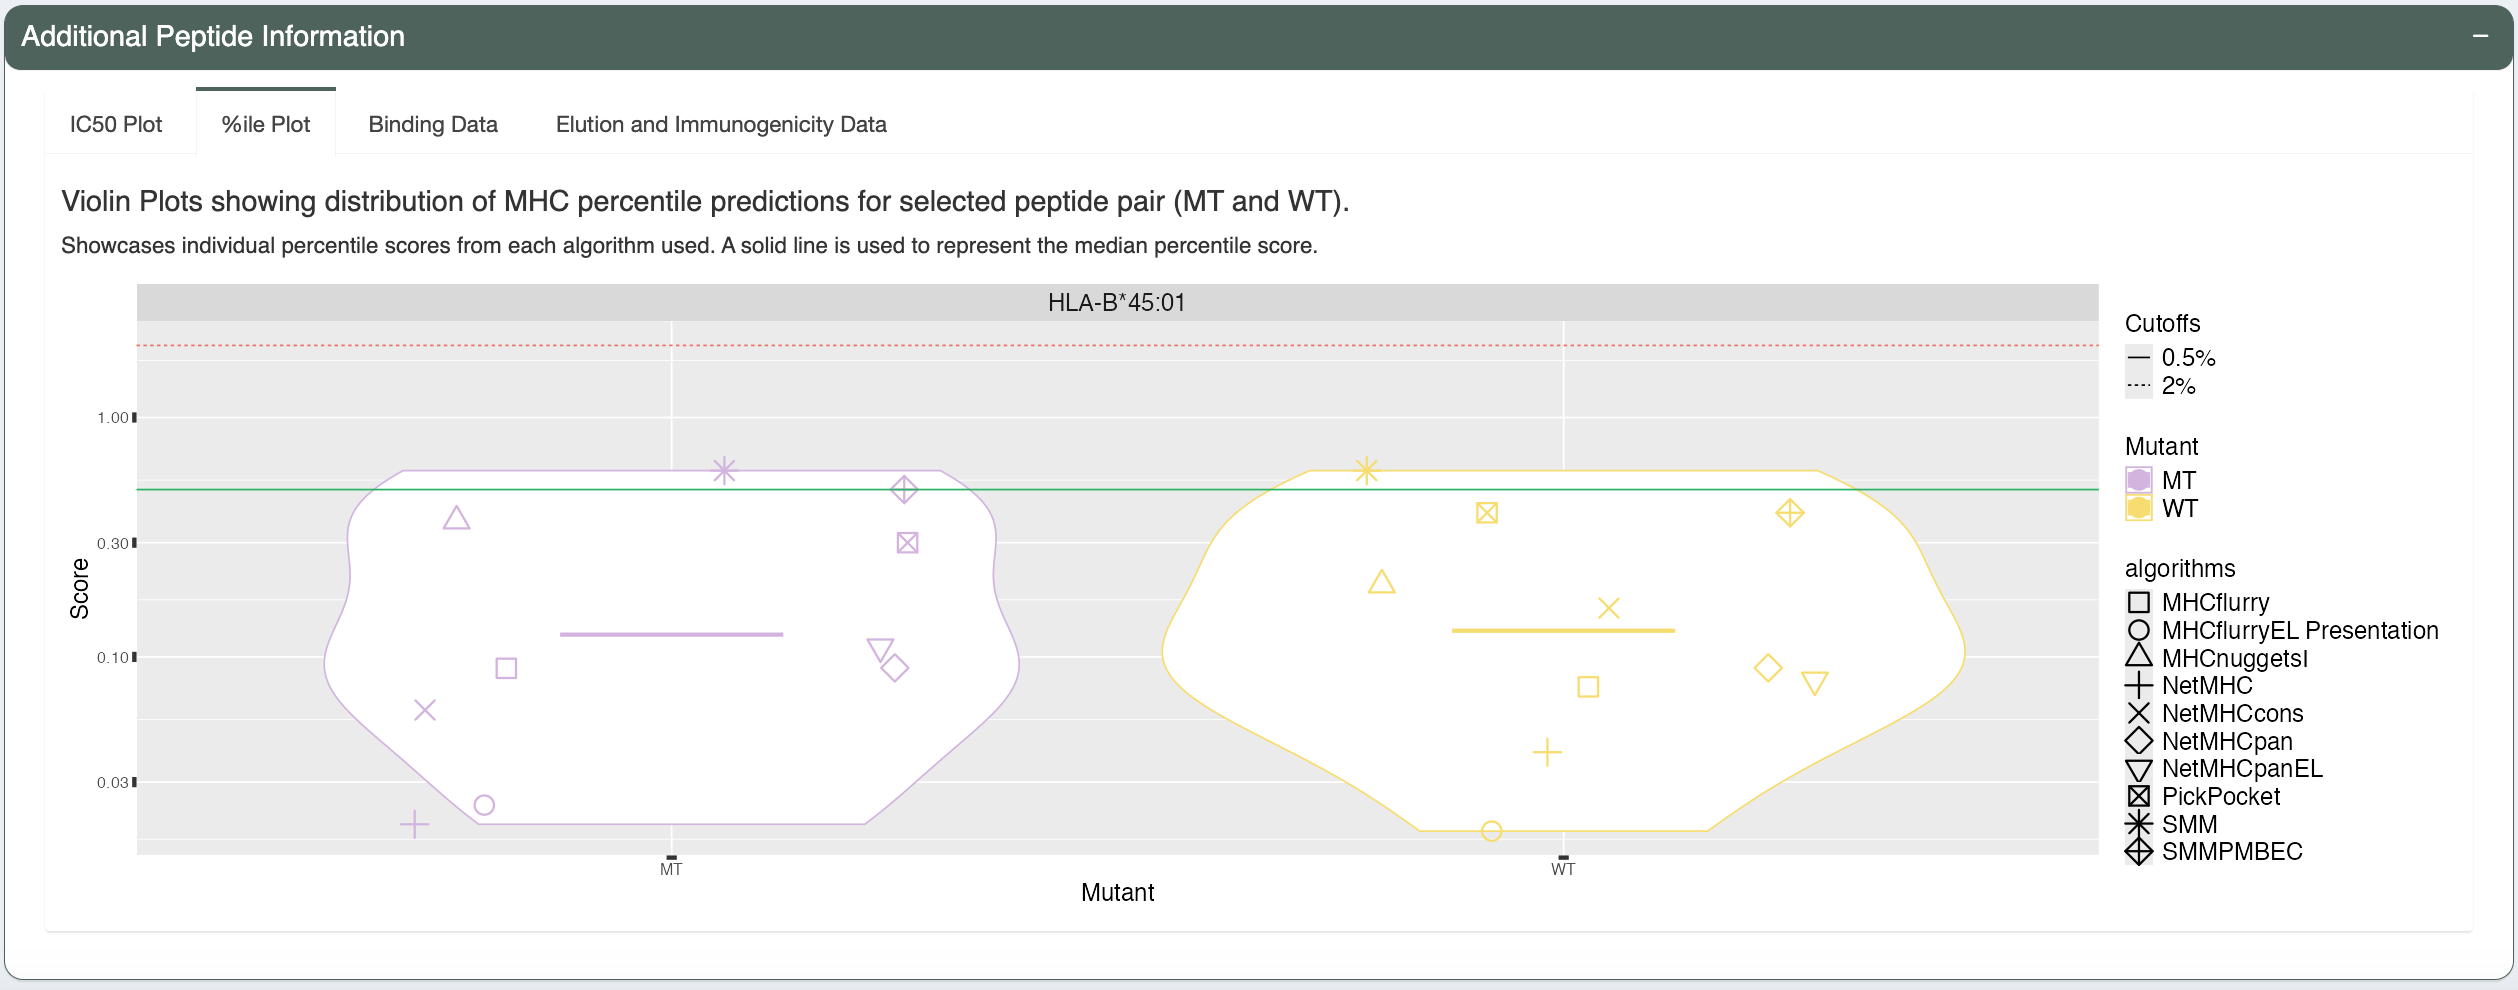 Additional Peptide Information
IC50 Plot
%ile Plot
Binding Data
Elution and Immunogenicity Data
Violin Plots showing distribution of MHC percentile predictions for selected peptide pair (MT and WT).
Showcases individual percentile scores from each algorithm used. A solid line is used to represent the median percentile score.
HLA-B*45:01
1.00
0.30
0.10
0.03
Score
MT
WT
Mutant
Cutoffs
0.5%
2%
Mutant
MT
WT
algorithms
MHCflurry
MHCflurryEL Presentation
MHCnuggetsI
NetMHC
NetMHCcons
NetMHCpan
NetMHCpanEL
PickPocket
SMM
SMMPMBEC